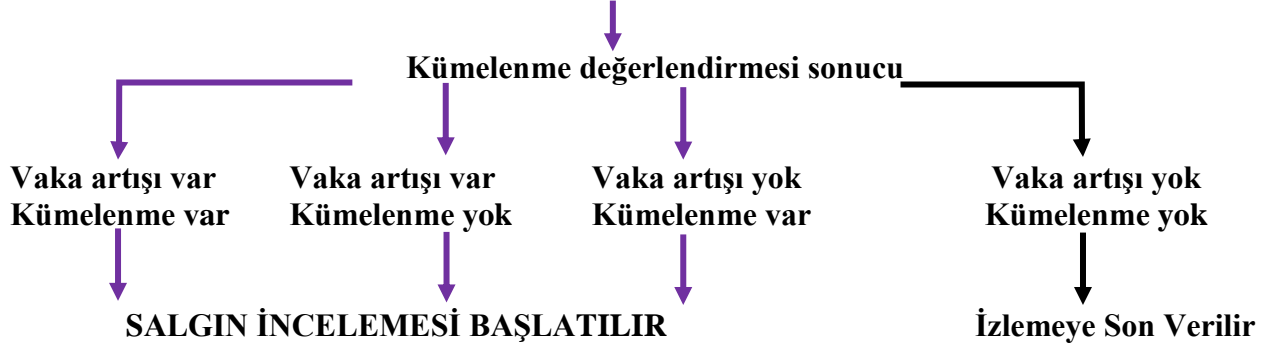 Kümelenme değerlendirmesi sonucu
Vaka artışı var
Kümelenme var
Vaka artışı var
Kümelenme yok
Vaka artışı yok
Kümelenme var
Vaka artışı yok
Kümelenme yok
SALGIN İNCELEMESİ BAŞLATILIR
İzlemeye Son Verilir